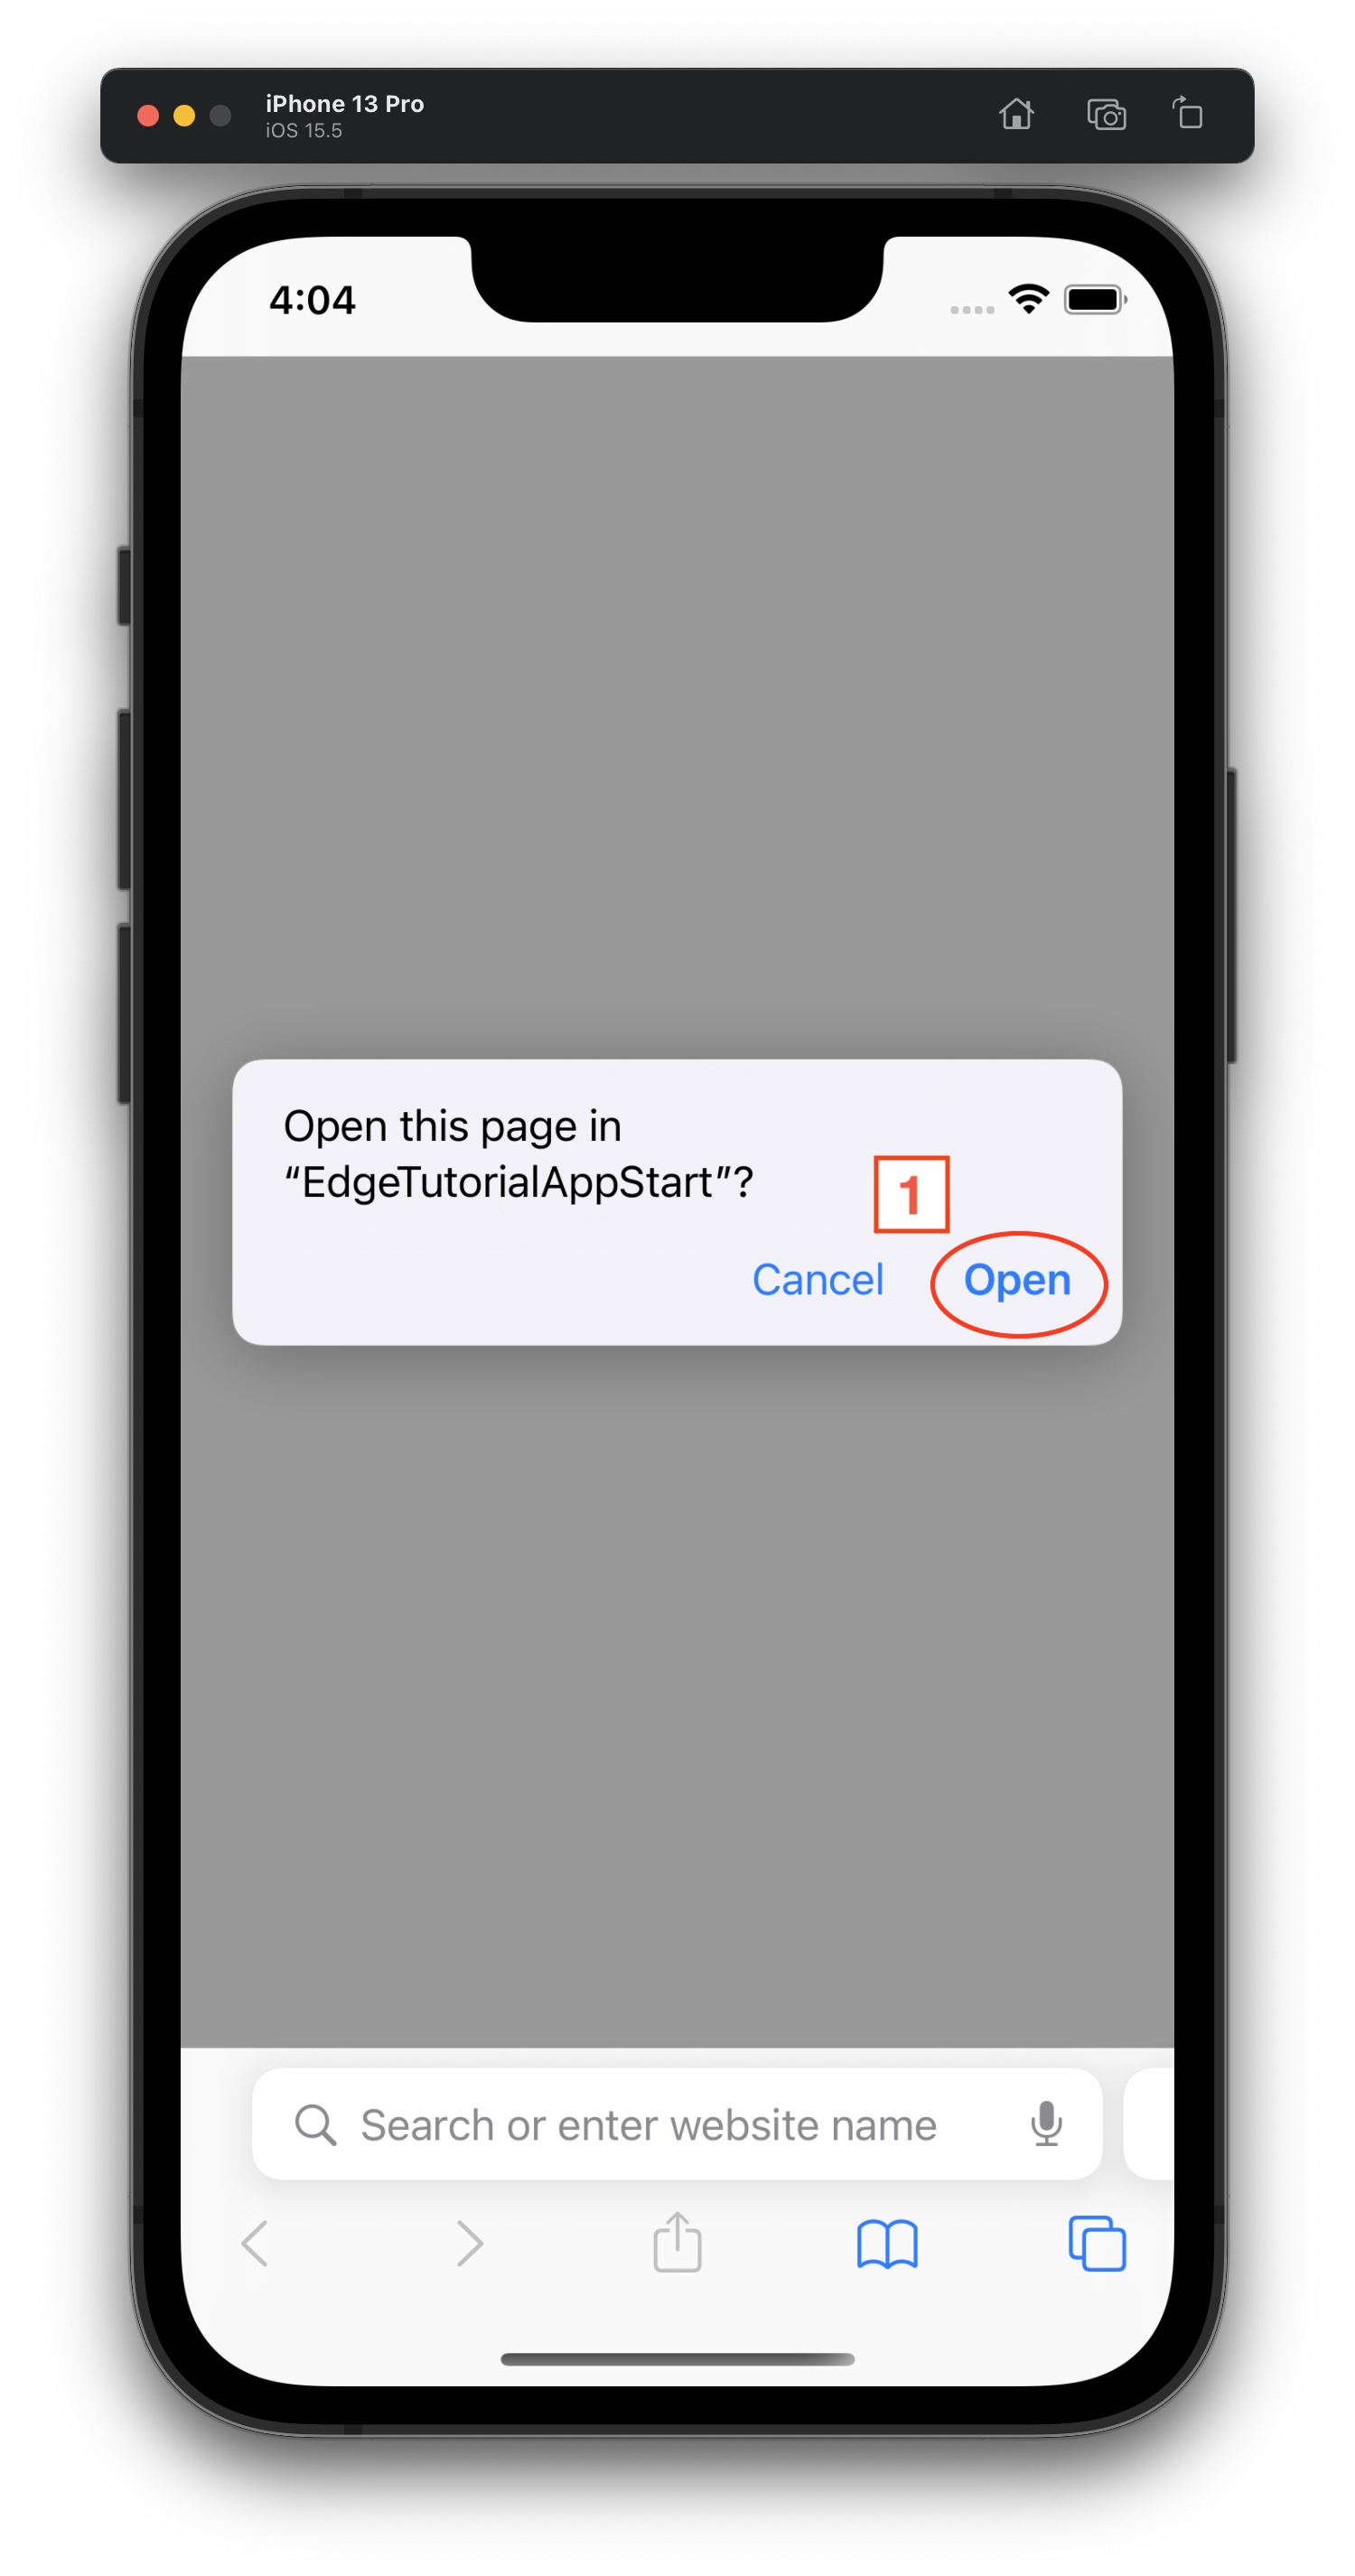 iPhone 13 Pro
iOS 15.5
4:04
Open this page in
“EdgeTutorialAppStart”?
1
Cancel Open
Search or enter website name